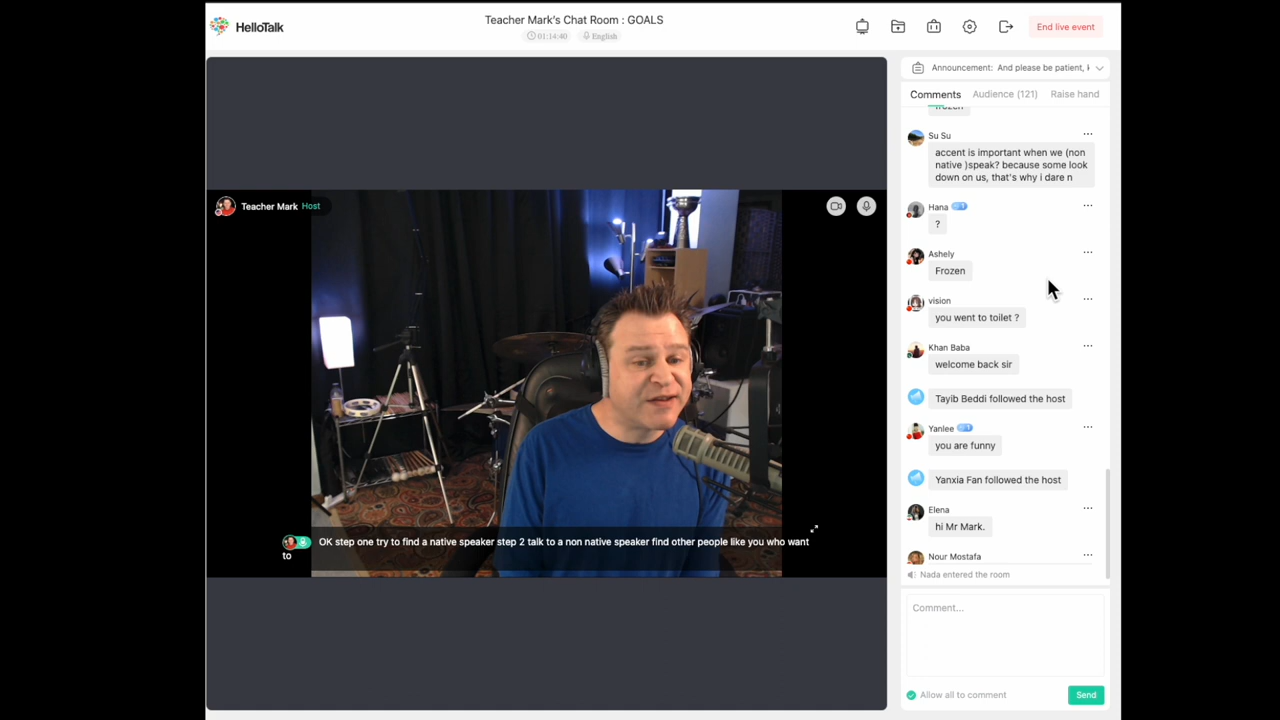 HelloTalk
Teacher Mark's Chat Room : GOALS
01:14:40 English
End live event
Announcement: And please be patient,
Comments Audience (121) Raise hand
Su Su
accent is important when we (non
native )speak? because some look
down on us, that's why i dare n
Hana
?
Ashely
Frozen
vision
you went to toilet ?
Khan Baba
welcome back sir
Tayib Beddi followed the host
Yanlee
you are funny
Yanxia Fan followed the host
Elena
hi Mr Mark.
Nour Mostafa
Nada entered the room
Comment...
Allow all to comment
Send
Teacher Mark Host
OK step one try to find a native speaker step 2 talk to a non native speaker find other people like you who want
to